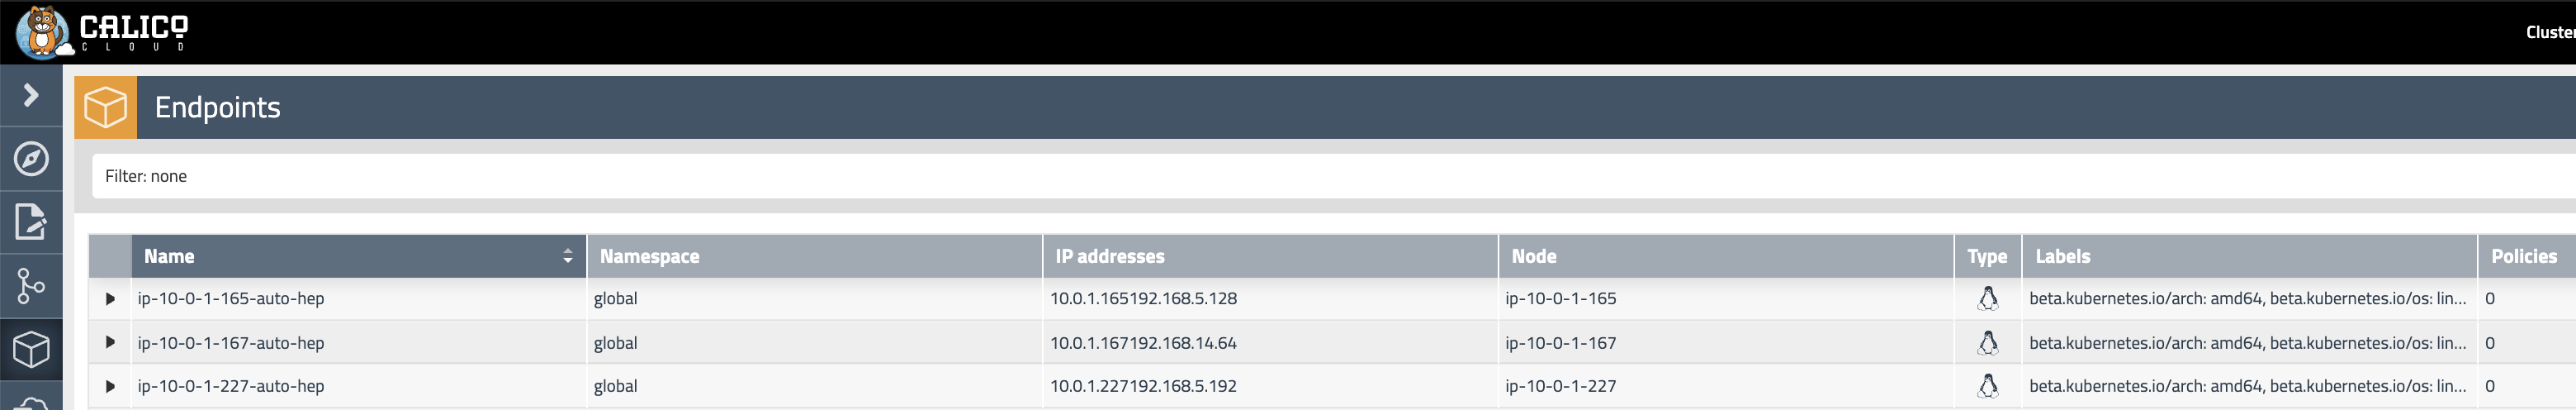 CALICO
CLOUD
Cluster
Endpoints
Filter: none
Name Namespace IP addresses Node Type Labels Policies
ip-10-0-1-165-auto-hep global 10.0.1.165192.168.5.128 ip-10-0-1-165 beta.kubernetes.io/arch: amd64, beta.kubernetes.io/os: lin... 0
ip-10-0-1-167-auto-hep global 10.0.1.167192.168.14.64 ip-10-0-1-167 beta.kubernetes.io/arch: amd64, beta.kubernetes.io/os: lin... 0
ip-10-0-1-227-auto-hep global 10.0.1.227192.168.5.192 ip-10-0-1-227 beta.kubernetes.io/arch: amd64, beta.kubernetes.io/os: lin... 0